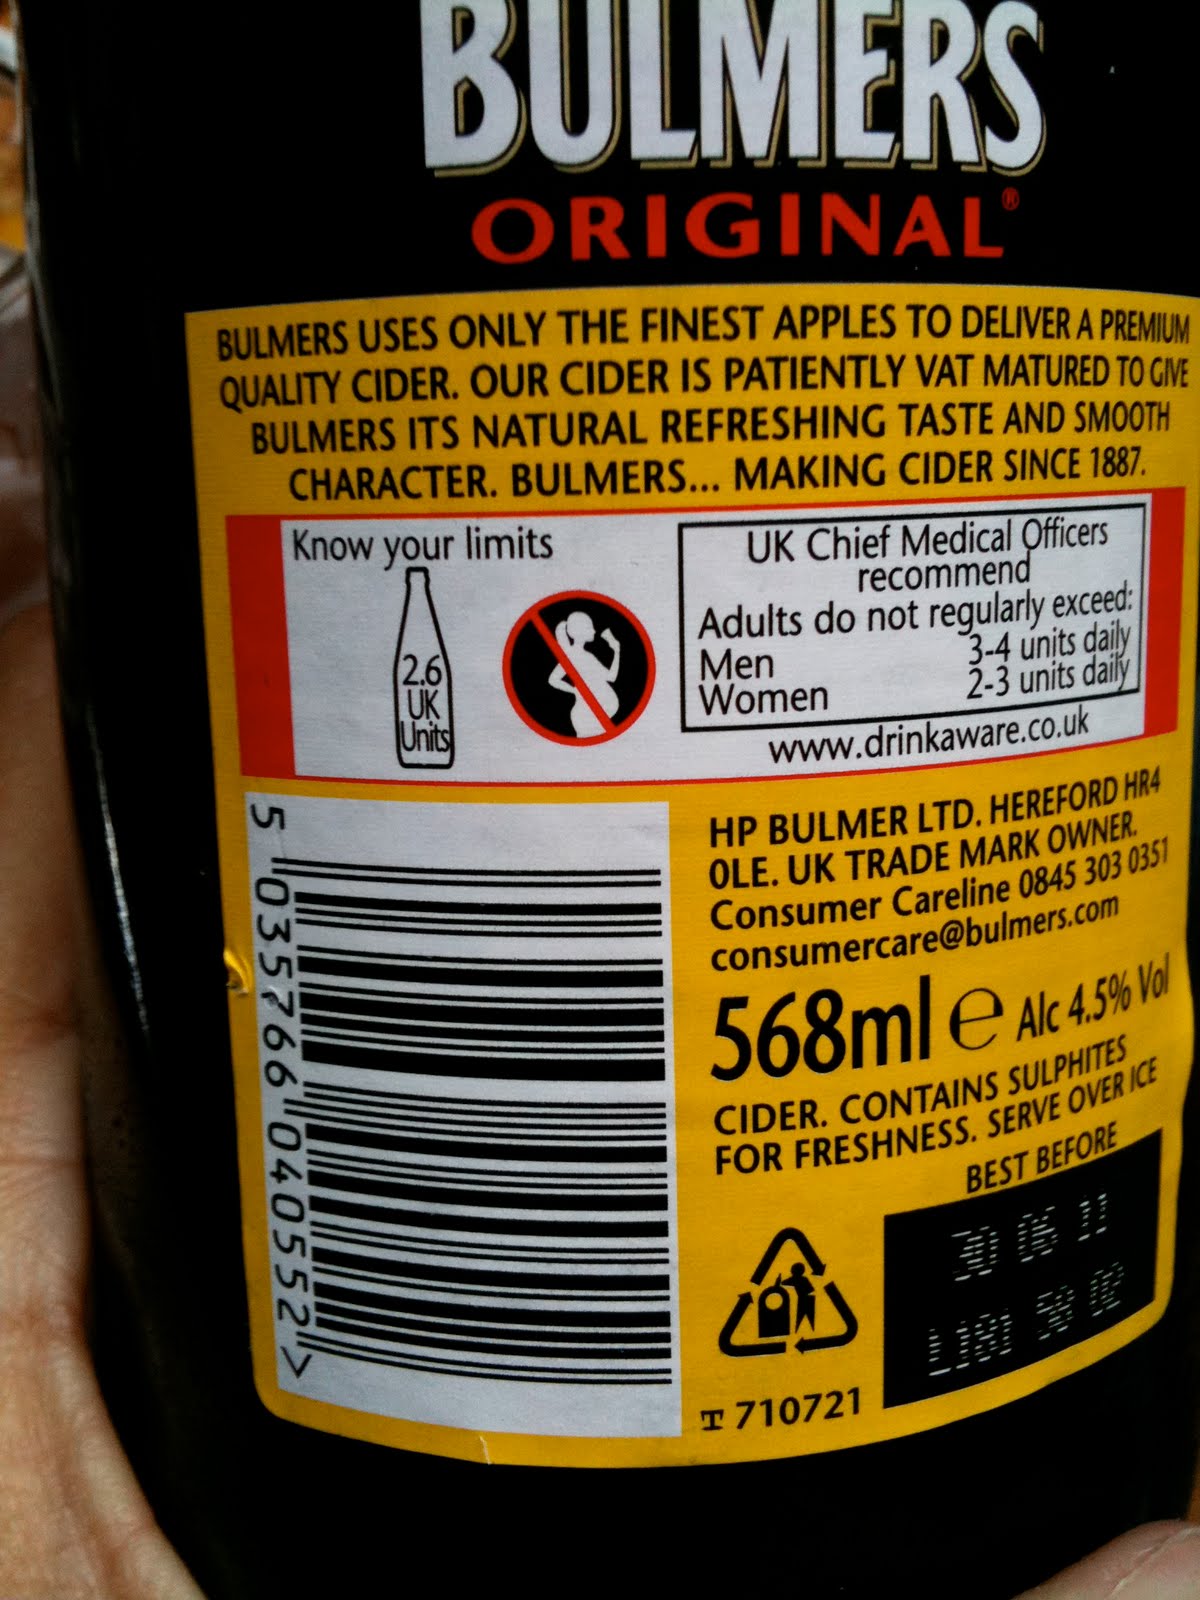 BULMERS
ORIGINAL®
BULMERS USES ONLY THE FINEST APPLES TO DELIVER A PREMIUM
QUALITY CIDER. OUR CIDER IS PATIENTLY VAT MATURED TO GIVE
BULMERS ITS NATURAL REFRESHING TASTE AND SMOOTH
CHARACTER. BULMERS... MAKING CIDER SINCE 1887.
Know your limits
2.6
UK
Units
UK Chief Medical Officers
recommend
Adults do not regularly exceed:
Men 3-4 units daily
Women 2-3 units daily
www.drinkaware.co.uk
5 035766 040552 >
HP BULMER LTD. HEREFORD HR4
0LE. UK TRADE MARK OWNER.
Consumer Careline 0845 303 0351
consumercare@bulmers.com
568ml e Alc 4.5% Vol
CIDER. CONTAINS SULPHITES
FOR FRESHNESS. SERVE OVER ICE
BEST BEFORE
30 06 11
T 710721